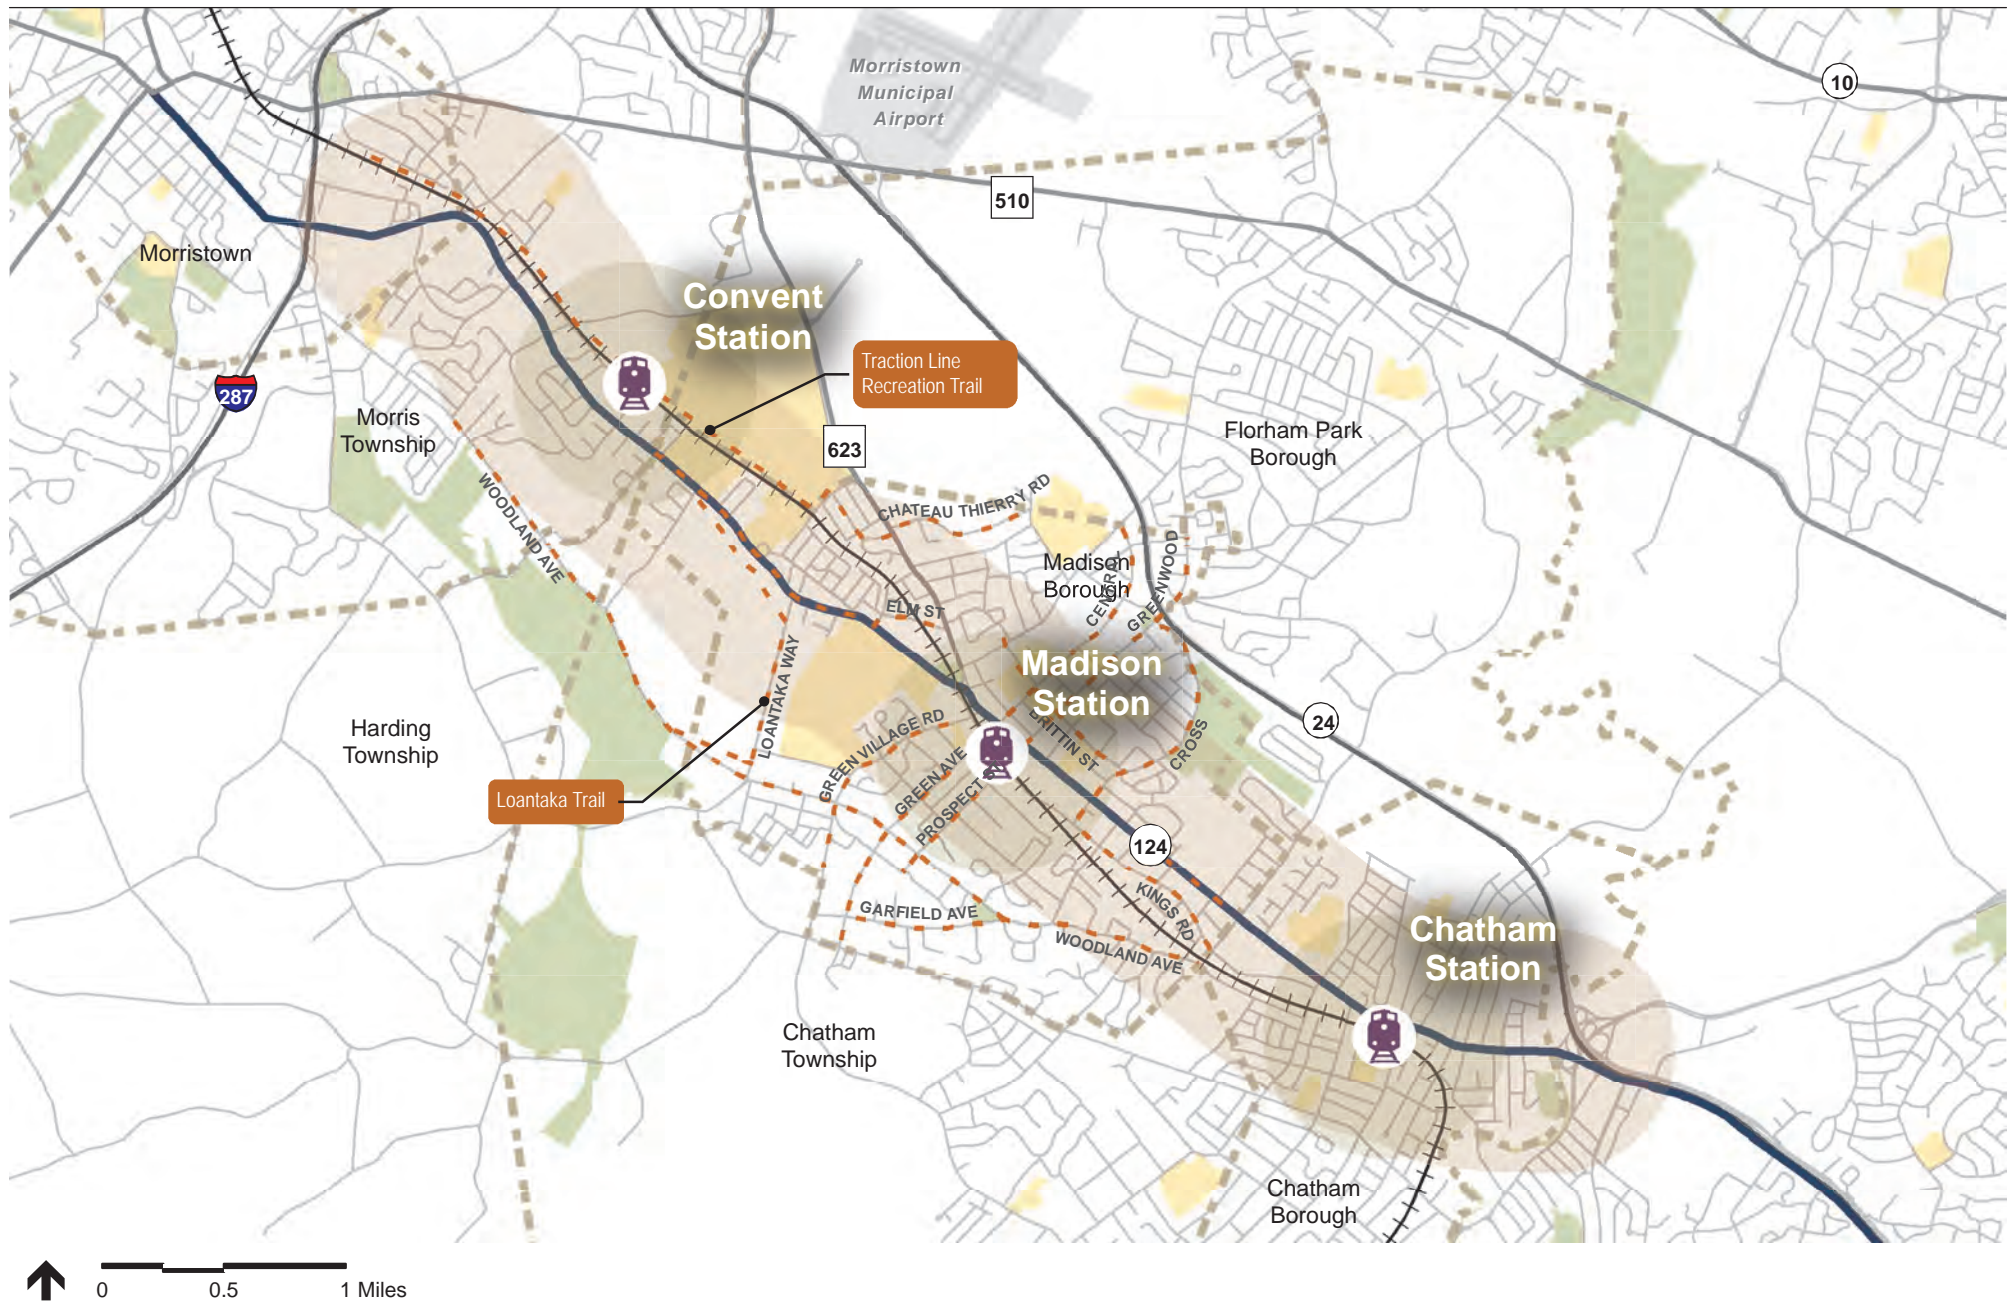 Morristown
Municipal
Airport
10
510
Morristown
Convent
Station
Traction Line
Recreation Trail
287
Morris
Township
623
Florham Park
Borough
WOODLAND AVE
CHATEAU THIERRY RD
Madison
Borough
CENTRAL
GREENWOOD
ELM ST
LOANTAKA WAY
Madison
Station
Harding
Township
GREEN VILLAGE RD
BRITTIN ST
CROSS
24
GREEN AVE
PROSPECT
Loantaka Trail
124
KINGS RD
GARFIELD AVE
WOODLAND AVE
Chatham
Station
Chatham
Township
Chatham
Borough
0 0.5 1 Miles